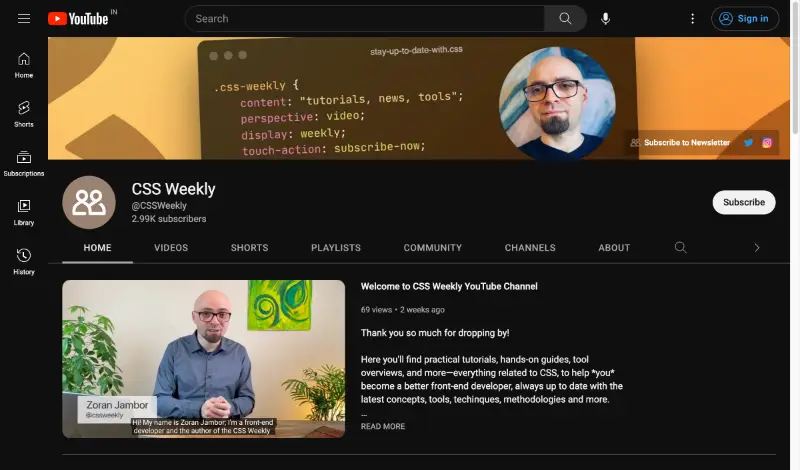 YouTube IN
Search
Sign in
Home
Shorts
Subscriptions
Library
History
stay-up-to-date-with.css
.css-weekly {
content: "tutorials, news, tools";
perspective: video;
display: weekly;
touch-action: subscribe-now;
Subscribe to Newsletter
CSS Weekly
@CSSWeekly
2.99K subscribers
Subscribe
HOME VIDEOS SHORTS PLAYLISTS COMMUNITY CHANNELS ABOUT
Zoran Jambor
@cssweekly
Hi! My name is Zoran Jambor; I'm a front-end
developer and the author of the CSS Weekly
Welcome to CSS Weekly YouTube Channel
69 views • 2 weeks ago
Thank you so much for dropping by!
Here you'll find practical tutorials, hands-on guides, tool
overviews, and more—everything related to CSS, to help *you*
become a better front-end developer, always up to date with the
latest concepts, tools, techinques, methodologies and more.
...
READ MORE